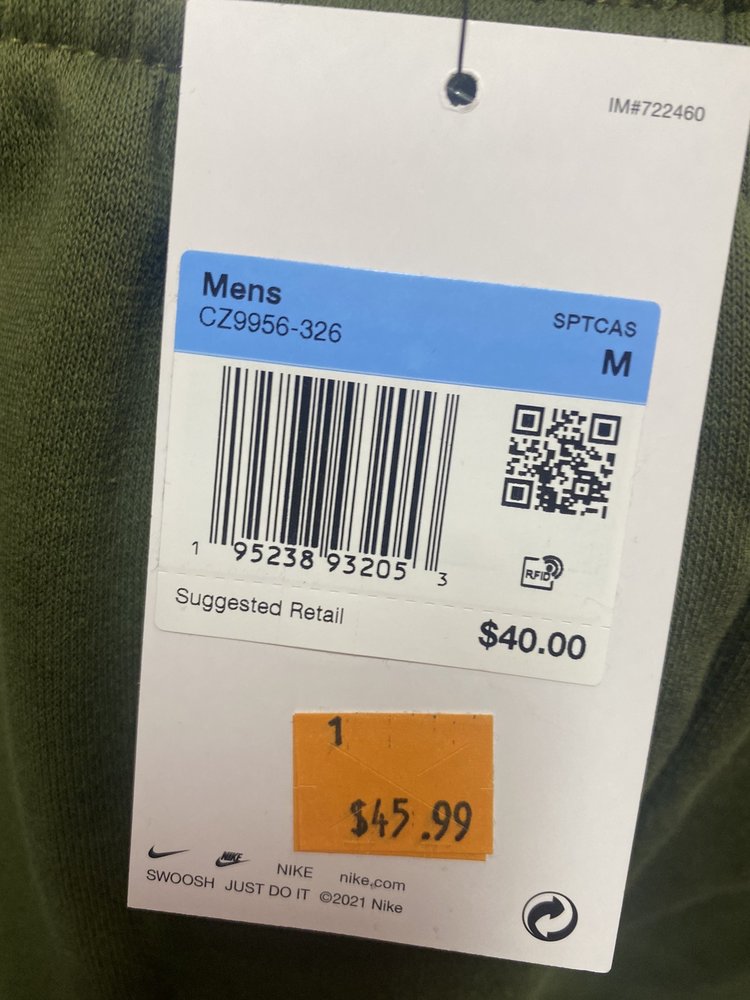 IM#722460
Mens
CZ9956-326
SPTCAS
M
1 95238 93205 3
RFID
Suggested Retail
$40.00
1
$45.99
NIKE
NIKE nike.com
SWOOSH JUST DO IT ©2021 Nike